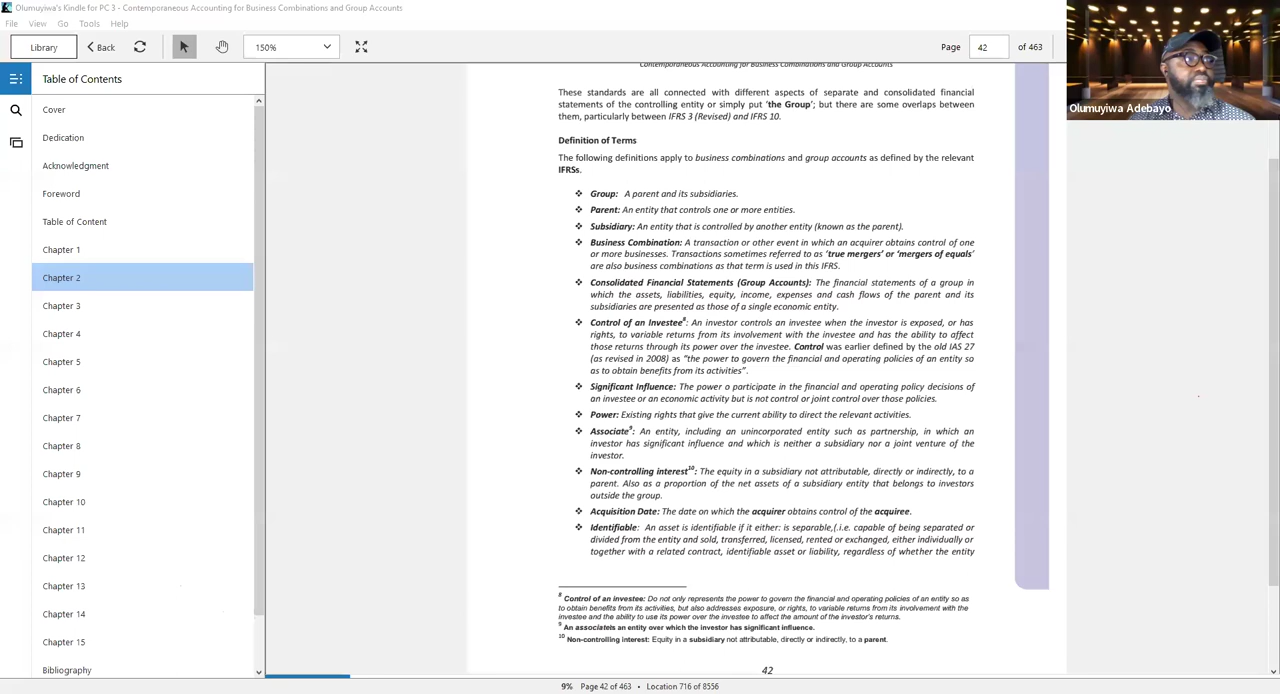 Olumuyiwa's Kindle for PC 3 - Contemporaneous Accounting for Business Combinations and Group Accounts
File View Go Tools Help
Library
Back
150%
Page 42 of 463
Olumuyiwa Adebayo
Table of Contents
Cover
Dedication
Acknowledgment
Foreword
Table of Content
Chapter 1
Chapter 2
Chapter 3
Chapter 4
Chapter 5
Chapter 6
Chapter 7
Chapter 8
Chapter 9
Chapter 10
Chapter 11
Chapter 12
Chapter 13
Chapter 14
Chapter 15
Bibliography
Contemporaneous Accounting for Business Combinations and Group Accounts
These standards are all connected with different aspects of separate and consolidated financial
statements of the controlling entity or simply put 'the Group'; but there are some overlaps between
them, particularly between IFRS 3 (Revised) and IFRS 10.
Definition of Terms
The following definitions apply to business combinations and group accounts as defined by the relevant
IFRSs.
❖ Group: A parent and its subsidiaries.
❖ Parent: An entity that controls one or more entities.
❖ Subsidiary: An entity that is controlled by another entity (known as the parent).
❖ Business Combination: A transaction or other event in which an acquirer obtains control of one
or more businesses. Transactions sometimes referred to as 'true mergers' or 'mergers of equals'
are also business combinations as that term is used in this IFRS.
❖ Consolidated Financial Statements (Group Accounts): The financial statements of a group in
which the assets, liabilities, equity, income, expenses and cash flows of the parent and its
subsidiaries are presented as those of a single economic entity.
❖ Control of an Investee8: An investor controls an investee when the investor is exposed, or has
rights, to variable returns from its involvement with the investee and has the ability to affect
those returns through its power over the investee. Control was earlier defined by the old IAS 27
(as revised in 2008) as "the power to govern the financial and operating policies of an entity so
as to obtain benefits from its activities".
❖ Significant Influence: The power o participate in the financial and operating policy decisions of
an investee or an economic activity but is not control or joint control over those policies.
❖ Power: Existing rights that give the current ability to direct the relevant activities.
❖ Associate9: An entity, including an unincorporated entity such as partnership, in which an
investor has significant influence and which is neither a subsidiary nor a joint venture of the
investor.
❖ Non-controlling interest10: The equity in a subsidiary not attributable, directly or indirectly, to a
parent. Also as a proportion of the net assets of a subsidiary entity that belongs to investors
outside the group.
❖ Acquisition Date: The date on which the acquirer obtains control of the acquiree.
❖ Identifiable: An asset is identifiable if it either: is separable,(.i.e. capable of being separated or
divided from the entity and sold, transferred, licensed, rented or exchanged, either individually or
together with a related contract, identifiable asset or liability, regardless of whether the entity
8 Control of an investee: Do not only represents the power to govern the financial and operating policies of an entity so as
to obtain benefits from its activities, but also addresses exposure, or rights, to variable returns from its involvement with the
investee and the ability to use its power over the investee to affect the amount of the investor's returns.
9 An associateis an entity over which the investor has significant influence.
10 Non-controlling interest: Equity in a subsidiary not attributable, directly or indirectly, to a parent.
42
9% Page 42 of 463 • Location 716 of 8556